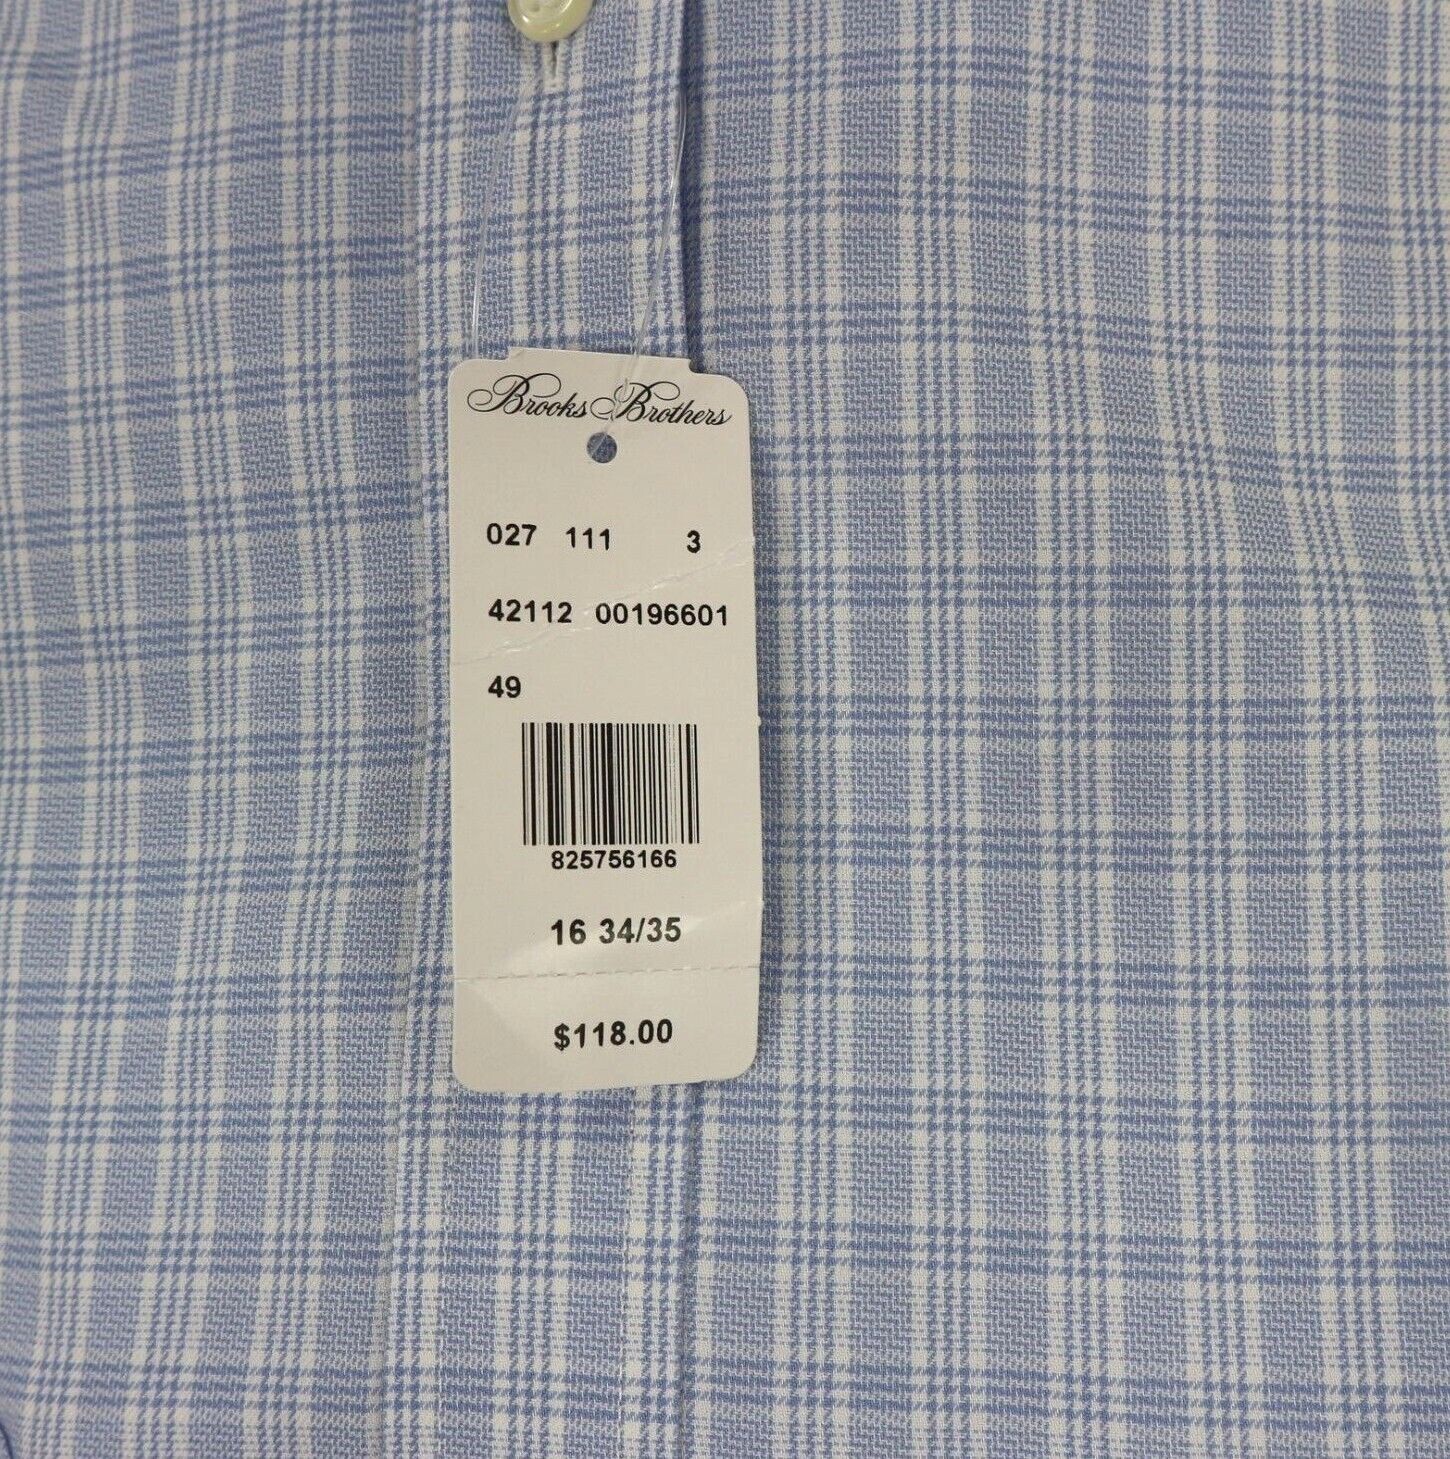 Brooks Brothers
027 111 3
42112 00196601
49
825756166
16 34/35
$118.00